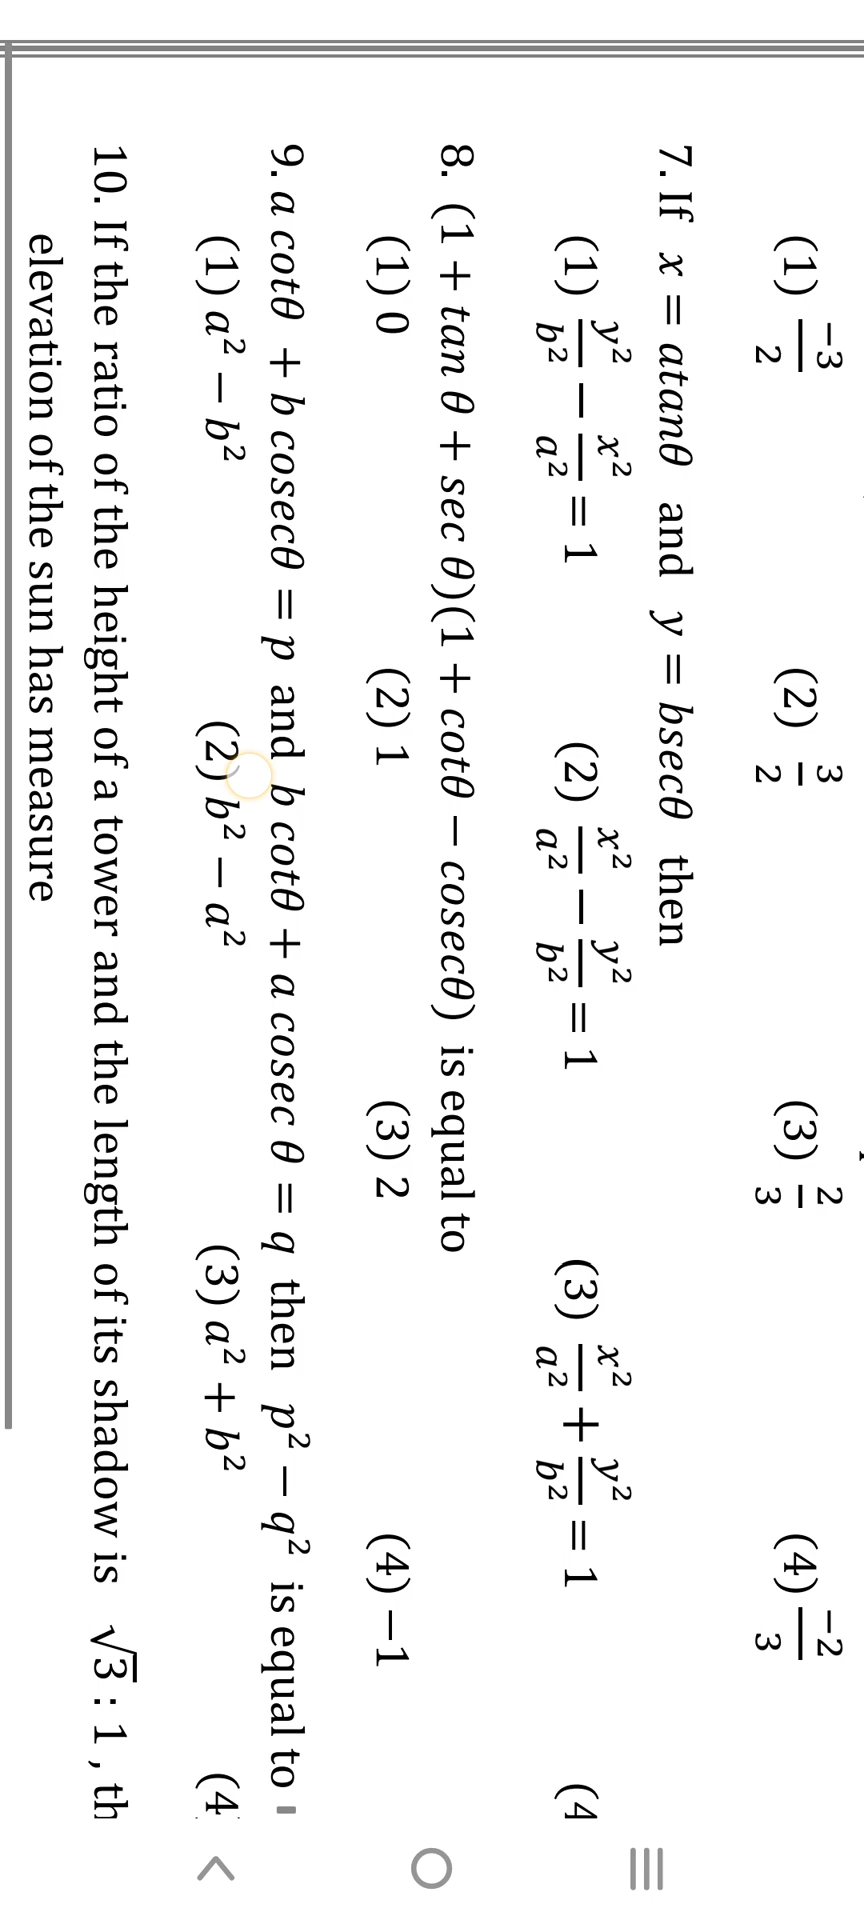 (1) −3/2 (2) 3/2 (3) 2/3 (4) −2/3
7. If x = atanθ and y = bsecθ then
(1) y²/b² − x²/a² = 1 (2) x²/a² − y²/b² = 1 (3) x²/a² + y²/b² = 1 (4
8. (1 + tan θ + sec θ)(1 + cotθ − cosecθ) is equal to
(1) 0 (2) 1 (3) 2 (4) −1
9. a cotθ + b cosecθ = p and b cotθ + a cosec θ = q then p² − q² is equal to
(1) a² − b² (2) b² − a² (3) a² + b² (4
10. If the ratio of the height of a tower and the length of its shadow is √3 : 1 , th
elevation of the sun has measure